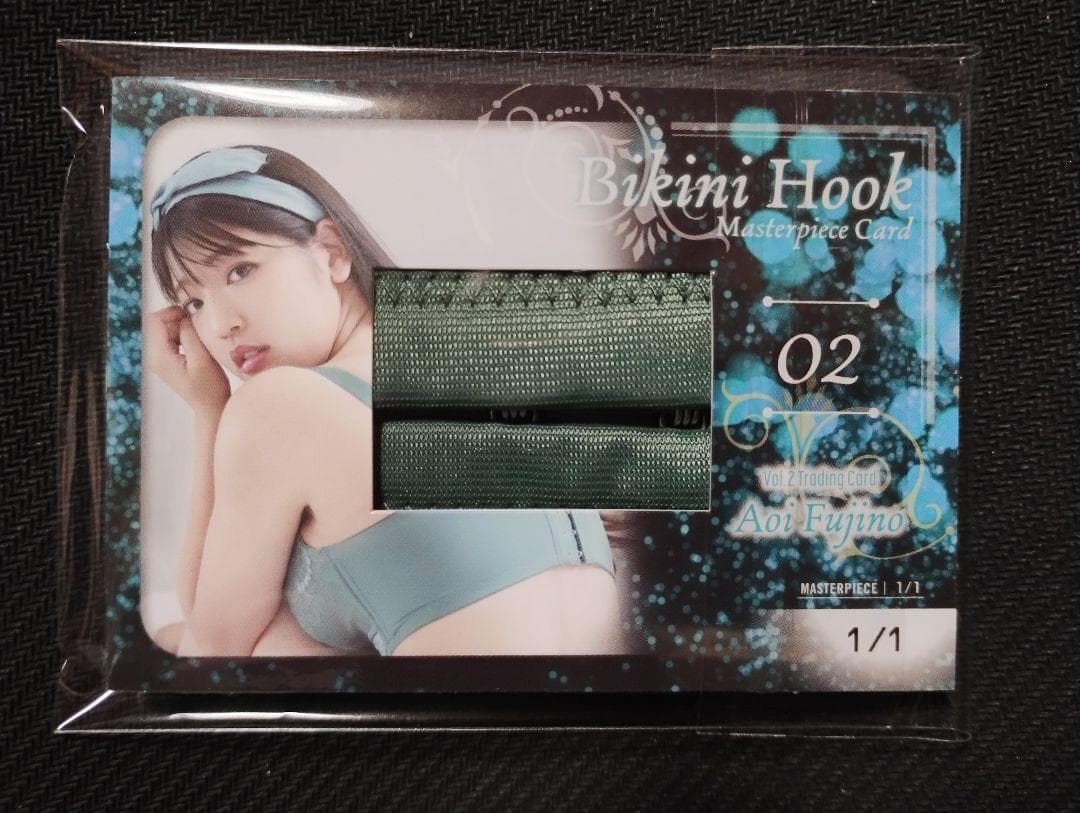 Bikini Hook
Masterpiece Card
02
Vol.2 Trading Card
Aoi Fujino
MASTERPIECE | 1/1
1/1